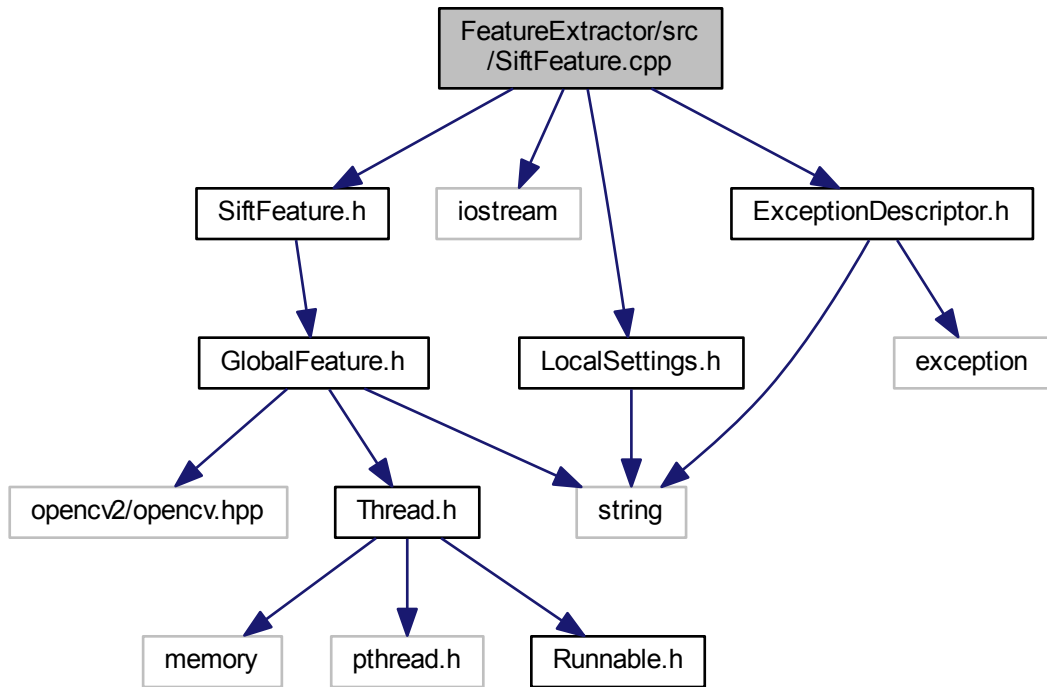 FeatureExtractor/src
/SiftFeature.cpp
SiftFeature.h
iostream
ExceptionDescriptor.h
GlobalFeature.h
LocalSettings.h
exception
opencv2/opencv.hpp
Thread.h
string
memory
pthread.h
Runnable.h